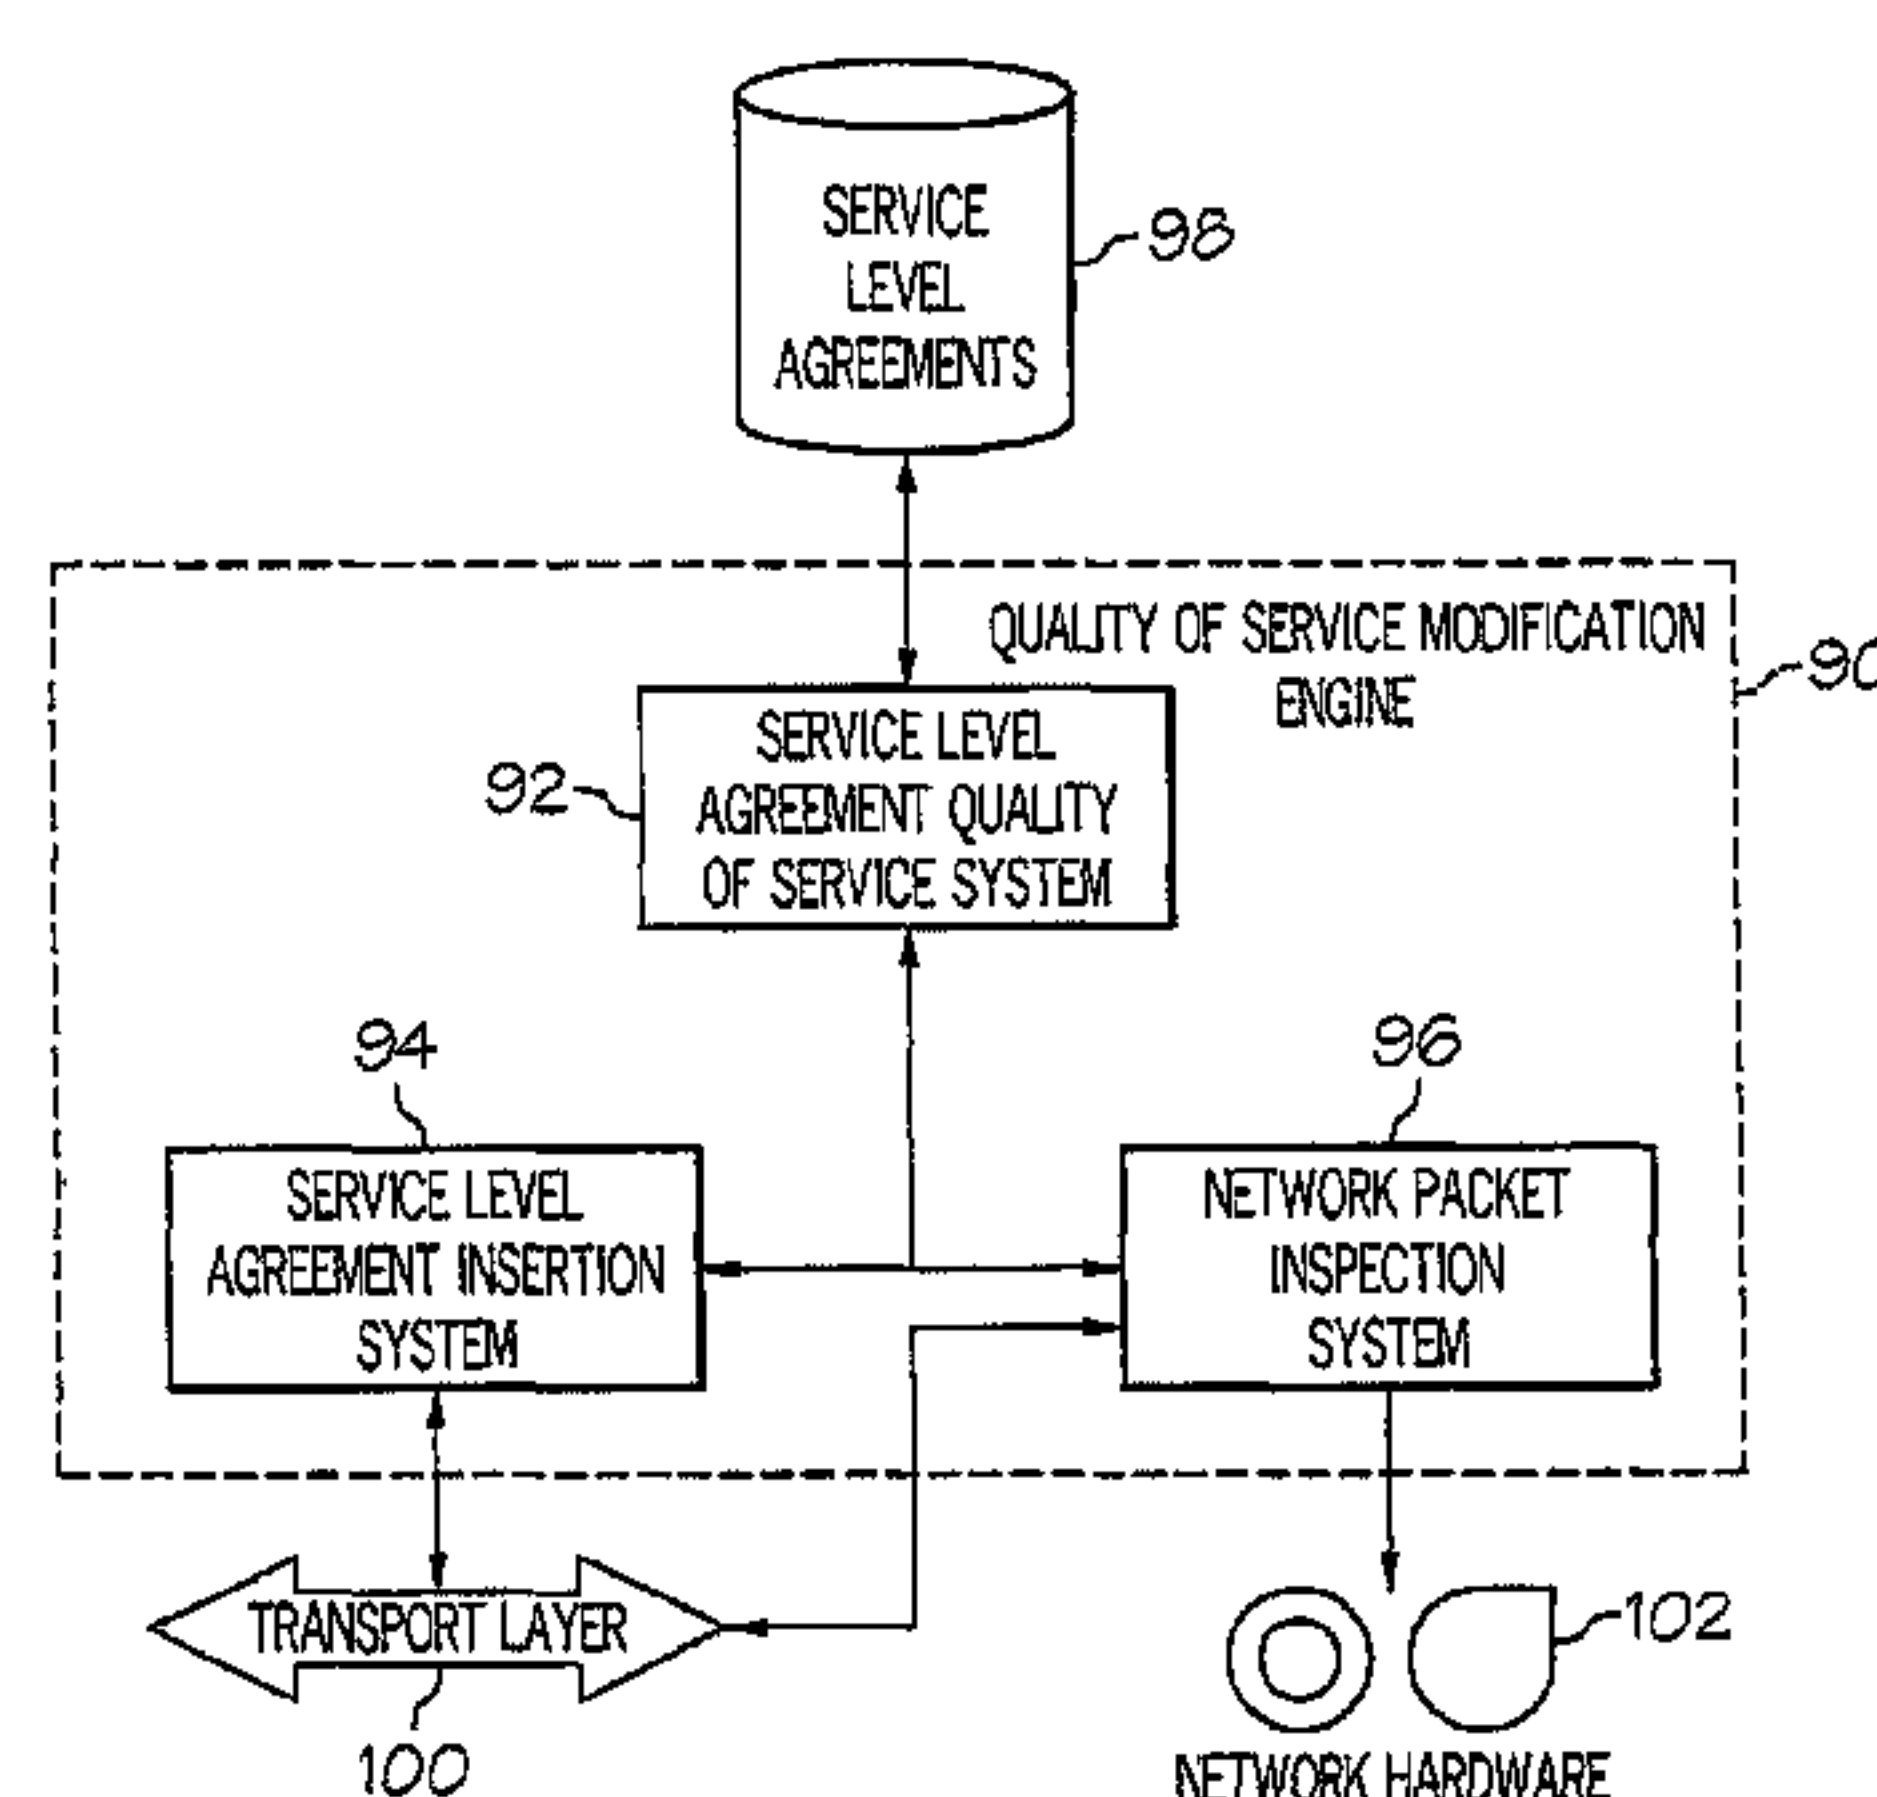 SERVICE
LEVEL
AGREEMENTS
98
QUALITY OF SERVICE MODIFICATION
ENGINE
90
SERVICE LEVEL
AGREEMENT QUALITY
OF SERVICE SYSTEM
92
94
96
SERVICE LEVEL
AGREEMENT INSERTION
SYSTEM
NETWORK PACKET
INSPECTION
SYSTEM
TRANSPORT LAYER
100
102
NETWORK HARDWARE